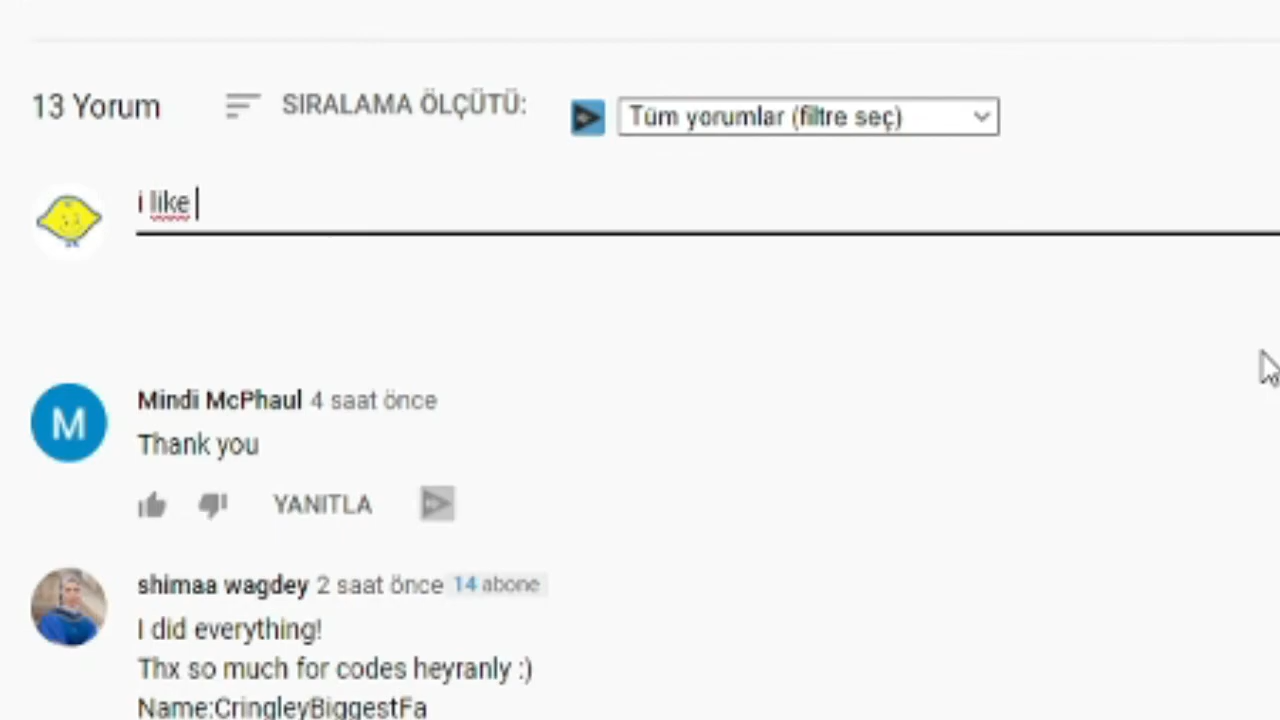 13 Yorum
SIRALAMA ÖLÇÜTÜ:
Tüm yorumlar (filtre seç)
i like
M
Mindi McPhaul 4 saat önce
Thank you
YANITLA
shimaa wagdey 2 saat önce 14 abone
I did everything!
Thx so much for codes heyranly :)
Name:CringleyBiggestFa